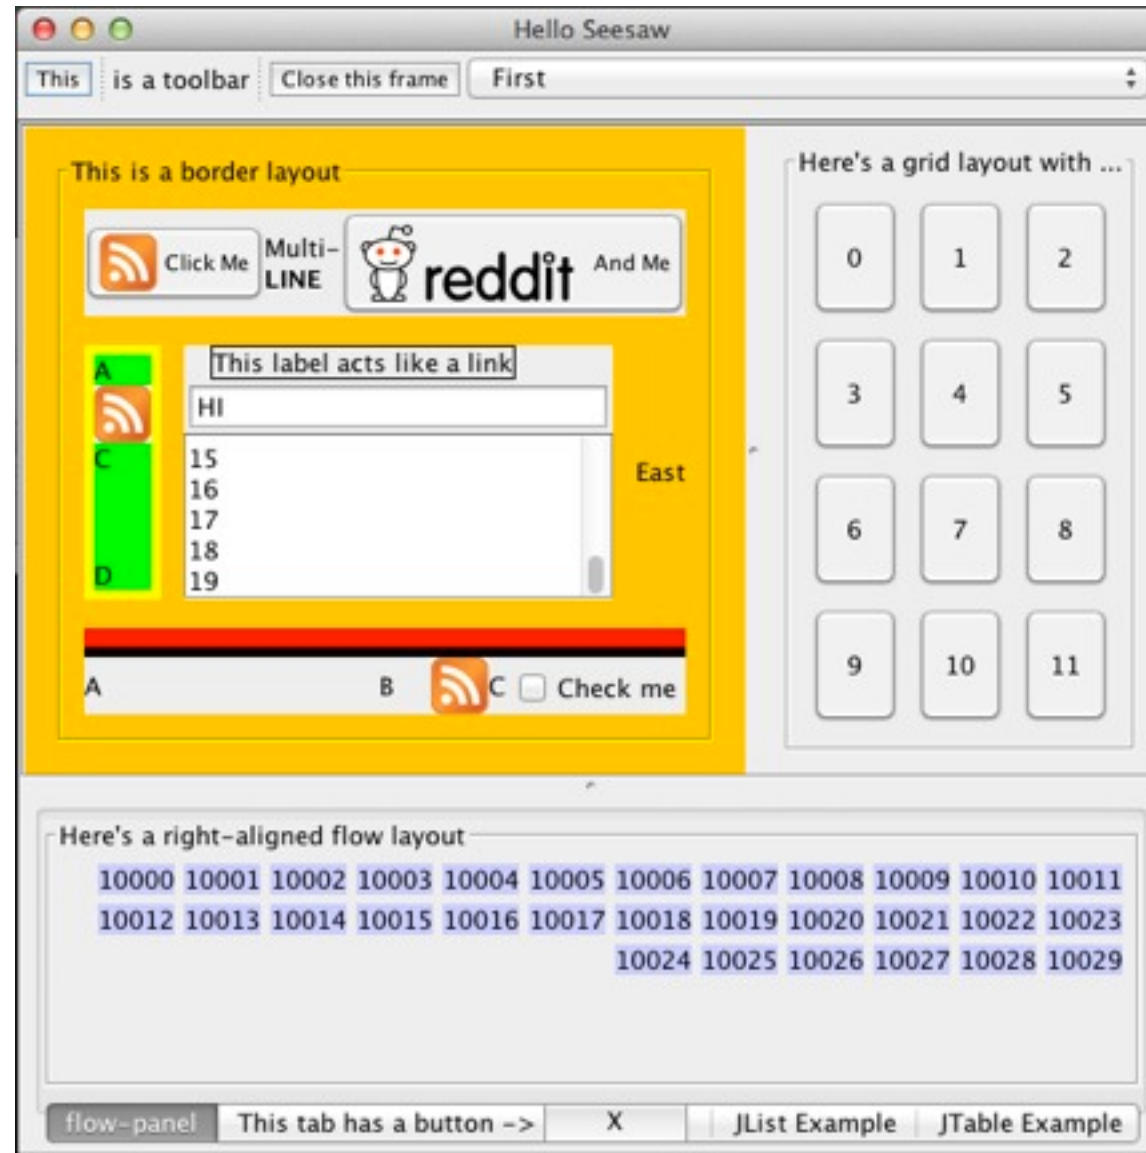 Hello Seesaw
This is a toolbar Close this frame First
This is a border layout
Click Me
Multi-
LINE
reddit And Me
A
C
D
This label acts like a link
HI
15
16
17
18
19
East
A B C Check me
Here's a grid layout with ...
0 1 2
3 4 5
6 7 8
9 10 11
Here's a right-aligned flow layout
10000 10001 10002 10003 10004 10005 10006 10007 10008 10009 10010 10011
10012 10013 10014 10015 10016 10017 10018 10019 10020 10021 10022 10023
10024 10025 10026 10027 10028 10029
flow-panel This tab has a button -> X JList Example JTable Example